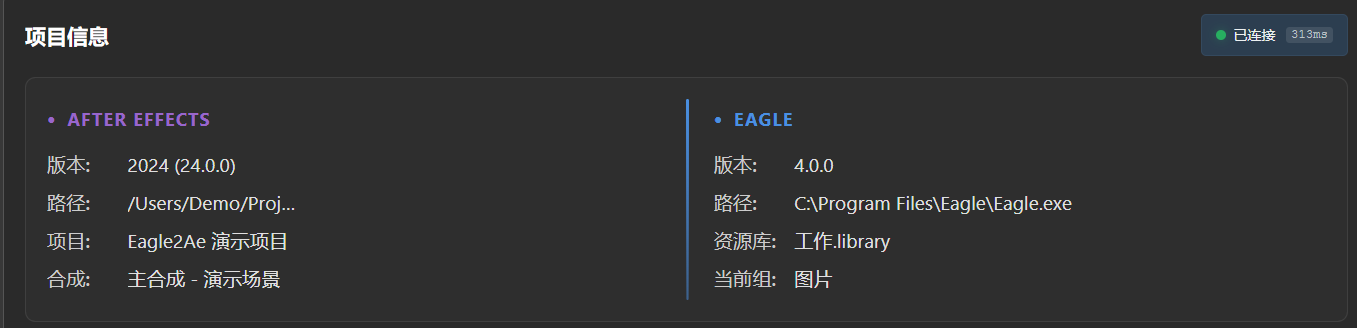 项目信息
已连接 313ms
• AFTER EFFECTS
版本: 2024 (24.0.0)
路径: /Users/Demo/Proj...
项目: Eagle2Ae 演示项目
合成: 主合成 - 演示场景
• EAGLE
版本: 4.0.0
路径: C:\Program Files\Eagle\Eagle.exe
资源库: 工作.library
当前组: 图片